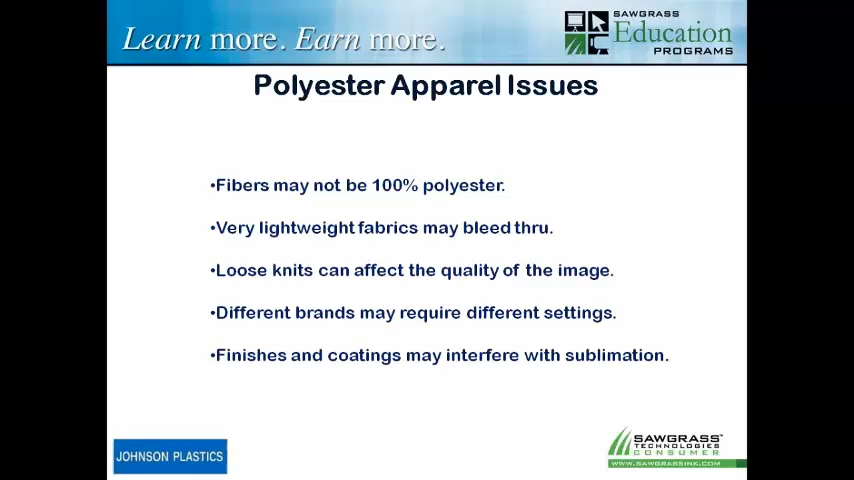 Learn more. Earn more.
SAWGRASS
Education
PROGRAMS
Polyester Apparel Issues
•Fibers may not be 100% polyester.
•Very lightweight fabrics may bleed thru.
•Loose knits can affect the quality of the image.
•Different brands may require different settings.
•Finishes and coatings may interfere with sublimation.
JOHNSON PLASTICS
SAWGRASS™
TECHNOLOGIES
CONSUMER
WWW.SAWGRASSINK.COM